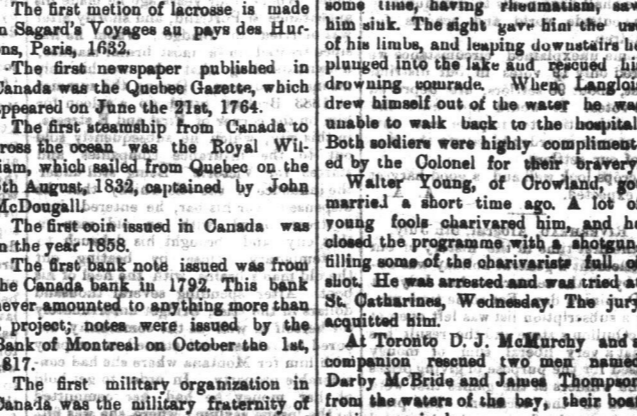 The first metion of lacrosse is made
n Sagard's Voyages au pays des Hur-
ons, Paris, 1632.
The first newspaper published in
Canada was the Quebec Gazette, which
appeared on June the 21st, 1764.
The first steamship from Canada to
cross the ocean was the Royal Wil-
iam, which sailed from Quebec on the
5th August, 1832, captained by John
McDougall.
The first coin issued in Canada was
in the year 1858.
The first bank note issued was from
the Canada bank in 1792. This bank
never amounted to anything more than
a project; notes were issued by the
Bank of Montreal on October the 1st,
1817.
The first military organization in
Canada was the military fraternity of
some time, having rheumatism, saw
him sink. The sight gave him the us
of his limbs, and leaping downstairs he
plunged into the lake and rescued his
drowning comrade. When Langloi
drew himself out of the water he wa
unable to walk back to the hospital
Both soldiers were highly compliment
ed by the Colonel for their bravery
Walter Young, of Crowland, go
married a short time ago. A lot o
young fools charivared him, and he
closed the programme with a shotgun
filling some of the charivarists full o
shot. He was arrested and was tried a
St. Catharines, Wednesday. The jury
acquitted him.
At Toronto D. J. McMurchy and a
companion rescued two men named
Darby McBride and James Thompson
from the waters of the bay, their boa